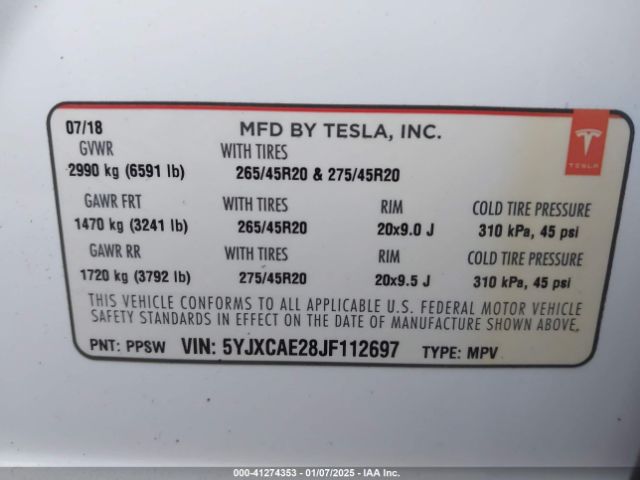 07/18 MFD BY TESLA, INC.
GVWR WITH TIRES
2990 kg (6591 lb) 265/45R20 & 275/45R20
TESLA
GAWR FRT WITH TIRES RIM COLD TIRE PRESSURE
1470 kg (3241 lb) 265/45R20 20x9.0 J 310 kPa, 45 psi
GAWR RR WITH TIRES RIM COLD TIRE PRESSURE
1720 kg (3792 lb) 275/45R20 20x9.5 J 310 kPa, 45 psi
THIS VEHICLE CONFORMS TO ALL APPLICABLE U.S. FEDERAL MOTOR VEHICLE
SAFETY STANDARDS IN EFFECT ON THE DATE OF MANUFACTURE SHOWN ABOVE.
PNT: PPSW VIN: 5YJXCAE28JF112697 TYPE: MPV
000-41274353 - 01/07/2025 - IAA Inc.